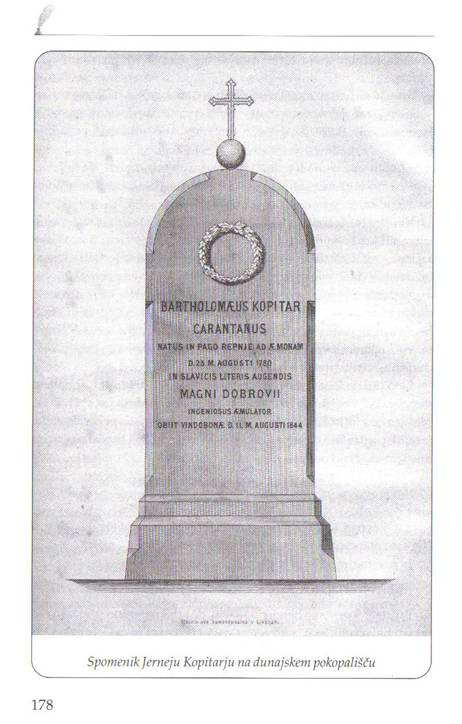 BARTHOLOMÆUS KOPITAR
CARANTANUS
NATUS IN PAGO REPNJE AD ÆMONAM
D. 23. M. AUGUSTI 1780
IN SLAVICIS LITERIS AUGENDIS
MAGNI DOBROVII
INGENIOSUS ÆMULATOR
OBIIT VINDOBONÆ D. 11. M. AUGUSTI 1844
Spomenik Jerneju Kopitarju na dunajskem pokopališču
178